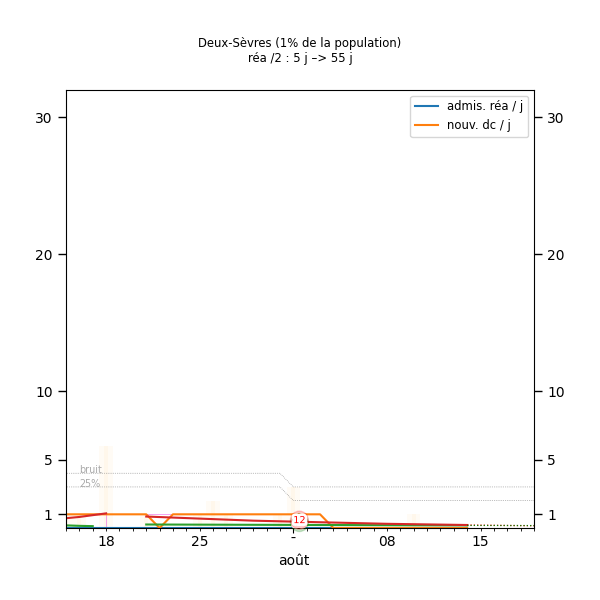 Deux-Sèvres (1% de la population)
réa /2 : 5 j –> 55 j
admis. réa / j
nouv. dc / j
30
30
20
20
10
10
5
5
bruit
25%
1
1
12
18
25
-
08
15
août